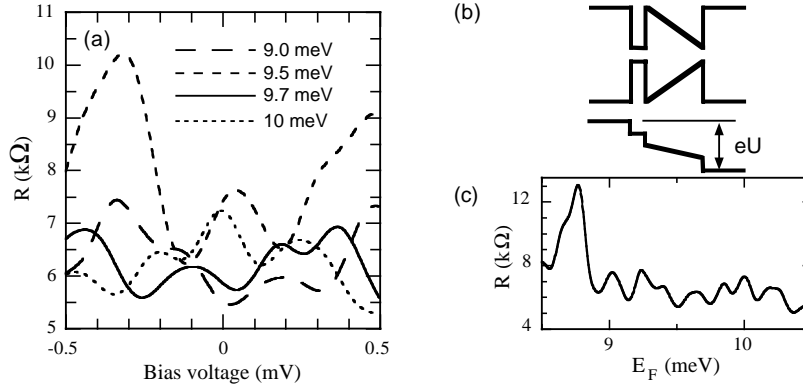 (a)
9.0 meV
9.5 meV
9.7 meV
10 meV
11
10
9
8
7
6
5
R (kΩ)
-0.5
0
0.5
Bias voltage (mV)
(b)
eU
(c)
12
8
4
R (kΩ)
9
10
E_F (meV)